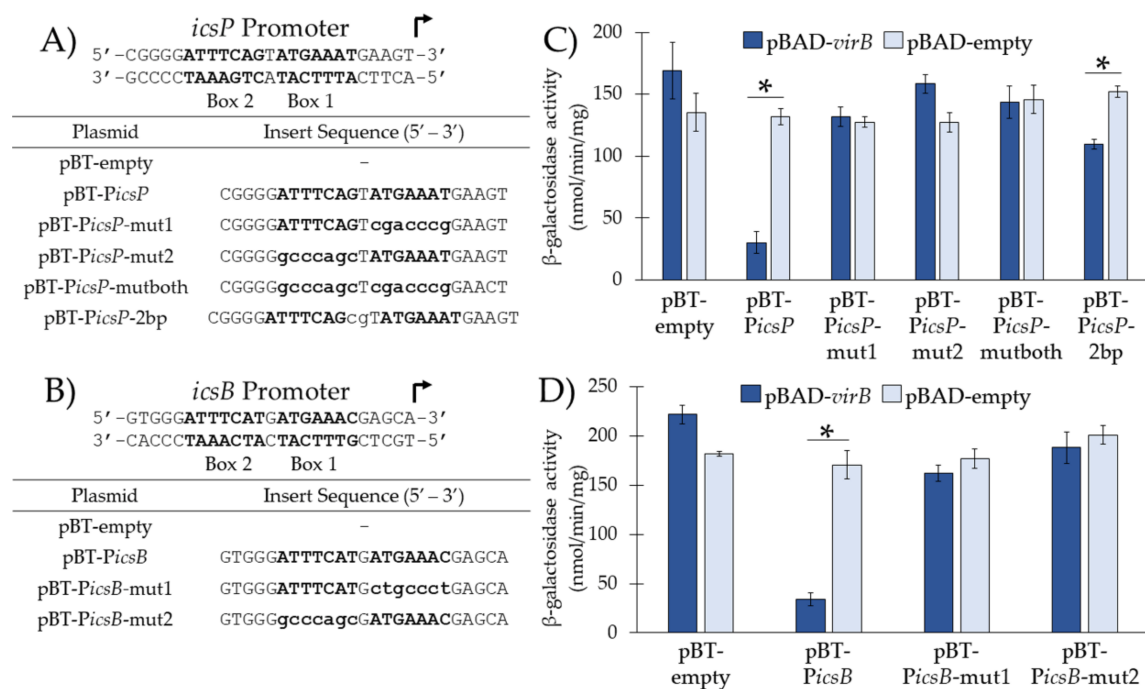 A)
icsP Promoter
5′-CGGGGATTTCAGTATGAAATGAAGT-3′
3′-GCCCCTAAAGTCATACTTTACTTCA-5′
Box 2 Box 1
Plasmid Insert Sequence (5′ – 3′)
pBT-empty –
pBT-PicsP CGGGGATTTCAGTATGAAATGAAGT
pBT-PicsP-mut1 CGGGGATTTCAGTcgacccgGAAGT
pBT-PicsP-mut2 CGGGGgcccagcTATGAAATGAAGT
pBT-PicsP-mutboth CGGGGgcccagcTcgacccgGAACT
pBT-PicsP-2bp CGGGGATTTCAGcgTATGAAATGAAGT
B)
icsB Promoter
5′-GTGGGATTTCATGATGAAACGAGCA-3′
3′-CACCCTAAACTACTACTTTGCTCGT-5′
Box 2 Box 1
Plasmid Insert Sequence (5′ – 3′)
pBT-empty –
pBT-PicsB GTGGGATTTCATGATGAAACGAGCA
pBT-PicsB-mut1 GTGGGATTTCATGctgccctGAGCA
pBT-PicsB-mut2 GTGGGgcccagcGATGAAACGAGCA
C)
pBAD-virB pBAD-empty
β-galactosidase activity
(nmol/min/mg)
200
150
100
50
0
* *
pBT- pBT- pBT- pBT- pBT- pBT-
empty PicsP PicsP- PicsP- PicsP- PicsP-
mut1 mut2 mutboth 2bp
D)
pBAD-virB pBAD-empty
β-galactosidase activity
(nmol/min/mg)
250
200
150
100
50
0
*
pBT- pBT- pBT- pBT-
empty PicsB PicsB-mut1 PicsB-mut2